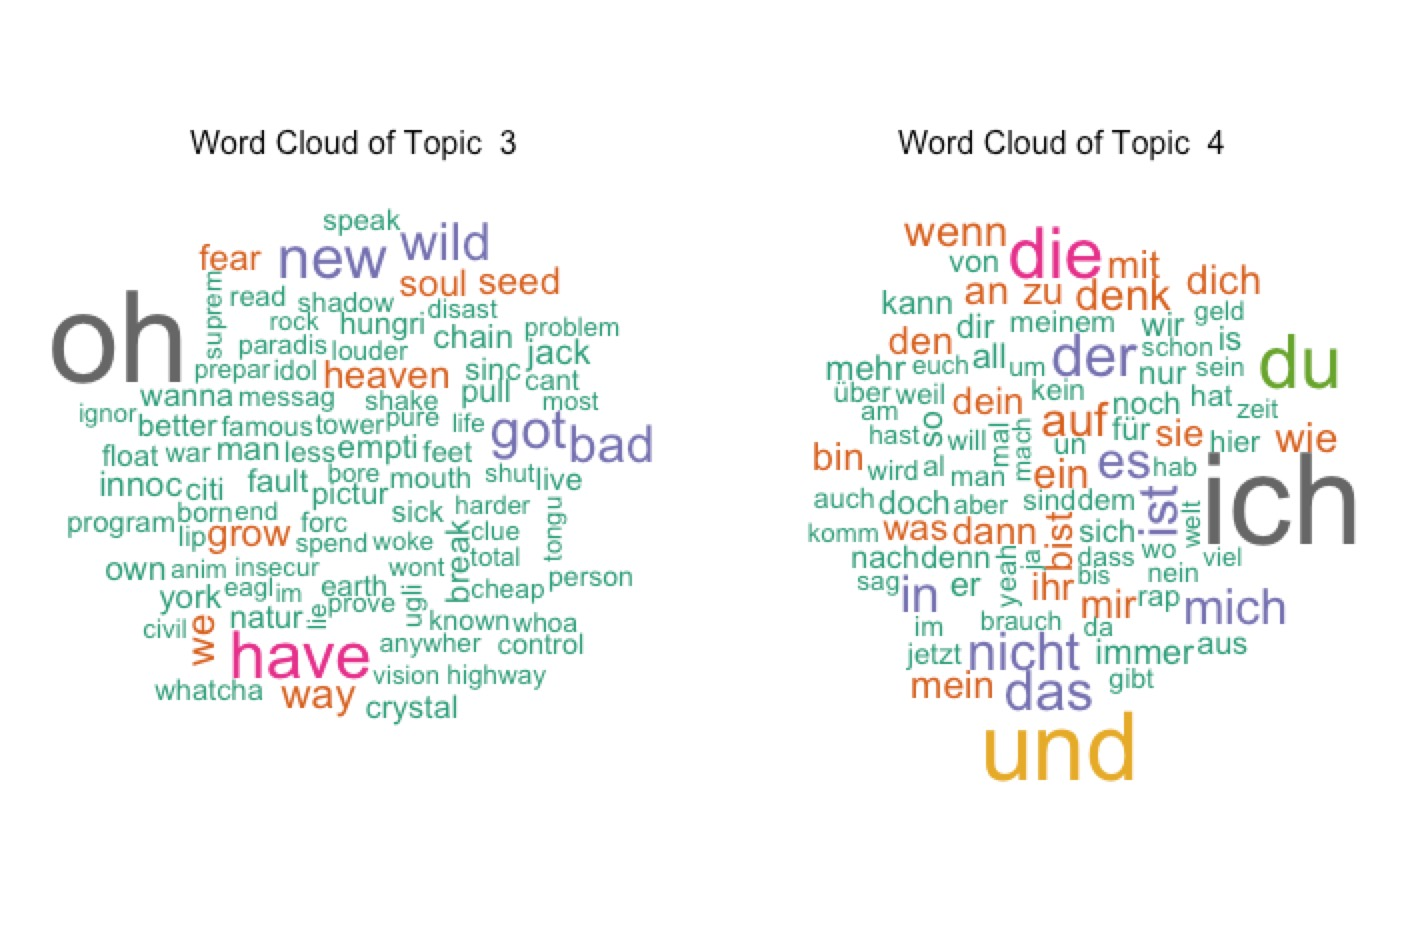 Word Cloud of Topic 3
speak
fear new wild
soul seed
suprem read shadow disast
oh rock hungri chain problem
paradis louder jack
prepar idol heaven sinc cant
wanna messag shake pull most
ignor better famous tower pure life got bad
float war man less empti feet
innoc citi fault bore mouth shut live
pictur
born end sick harder
program lip grow forc clue tongu
spend woke break total
own anim insecur wont person
york eagl im earth cheap
natur lie prove ugli known whoa
civil we have anywher control
vision highway
whatcha way crystal
Word Cloud of Topic 4
wenn die mit
von dich
kann an zu denk geld
dir meinem wir is
den all der schon du
mehr euch um nur sein
über weil dein kein noch hat zeit
am so auf für sie hier wie
hast will mal mach un
bin wird al man ein es hab ich
auch doch aber sind dem ist welt
komm was dann bist sich wo
nachdenn yeah ja dass viel
sag in er ihr bis nein
mir rap mich
im brauch da
jetzt nicht immer aus
mein das gibt
und